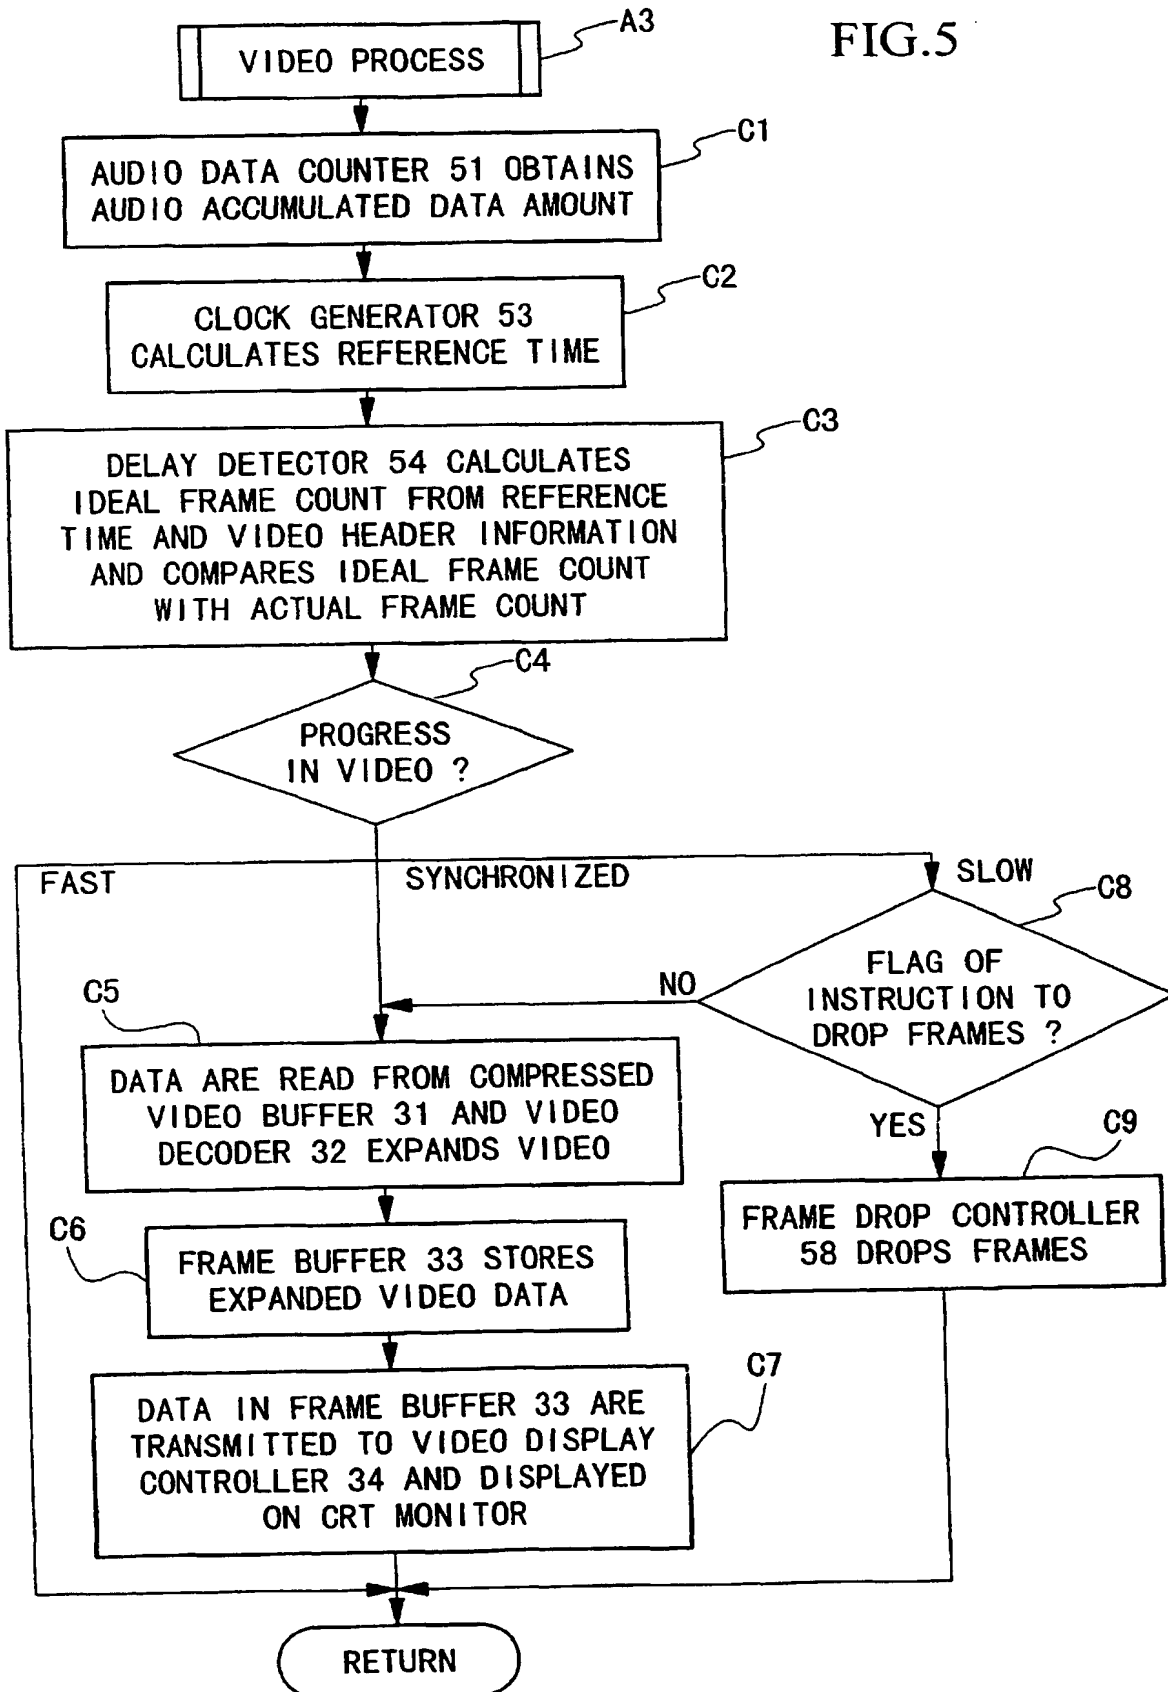 FIG.5
A3
VIDEO PROCESS
C1
AUDIO DATA COUNTER 51 OBTAINS
AUDIO ACCUMULATED DATA AMOUNT
C2
CLOCK GENERATOR 53
CALCULATES REFERENCE TIME
C3
DELAY DETECTOR 54 CALCULATES
IDEAL FRAME COUNT FROM REFERENCE
TIME AND VIDEO HEADER INFORMATION
AND COMPARES IDEAL FRAME COUNT
WITH ACTUAL FRAME COUNT
C4
PROGRESS
IN VIDEO ?
FAST
SYNCHRONIZED
SLOW
C8
FLAG OF
INSTRUCTION TO
DROP FRAMES ?
NO
YES
C5
DATA ARE READ FROM COMPRESSED
VIDEO BUFFER 31 AND VIDEO
DECODER 32 EXPANDS VIDEO
C9
FRAME DROP CONTROLLER
58 DROPS FRAMES
C6
FRAME BUFFER 33 STORES
EXPANDED VIDEO DATA
C7
DATA IN FRAME BUFFER 33 ARE
TRANSMITTED TO VIDEO DISPLAY
CONTROLLER 34 AND DISPLAYED
ON CRT MONITOR
RETURN